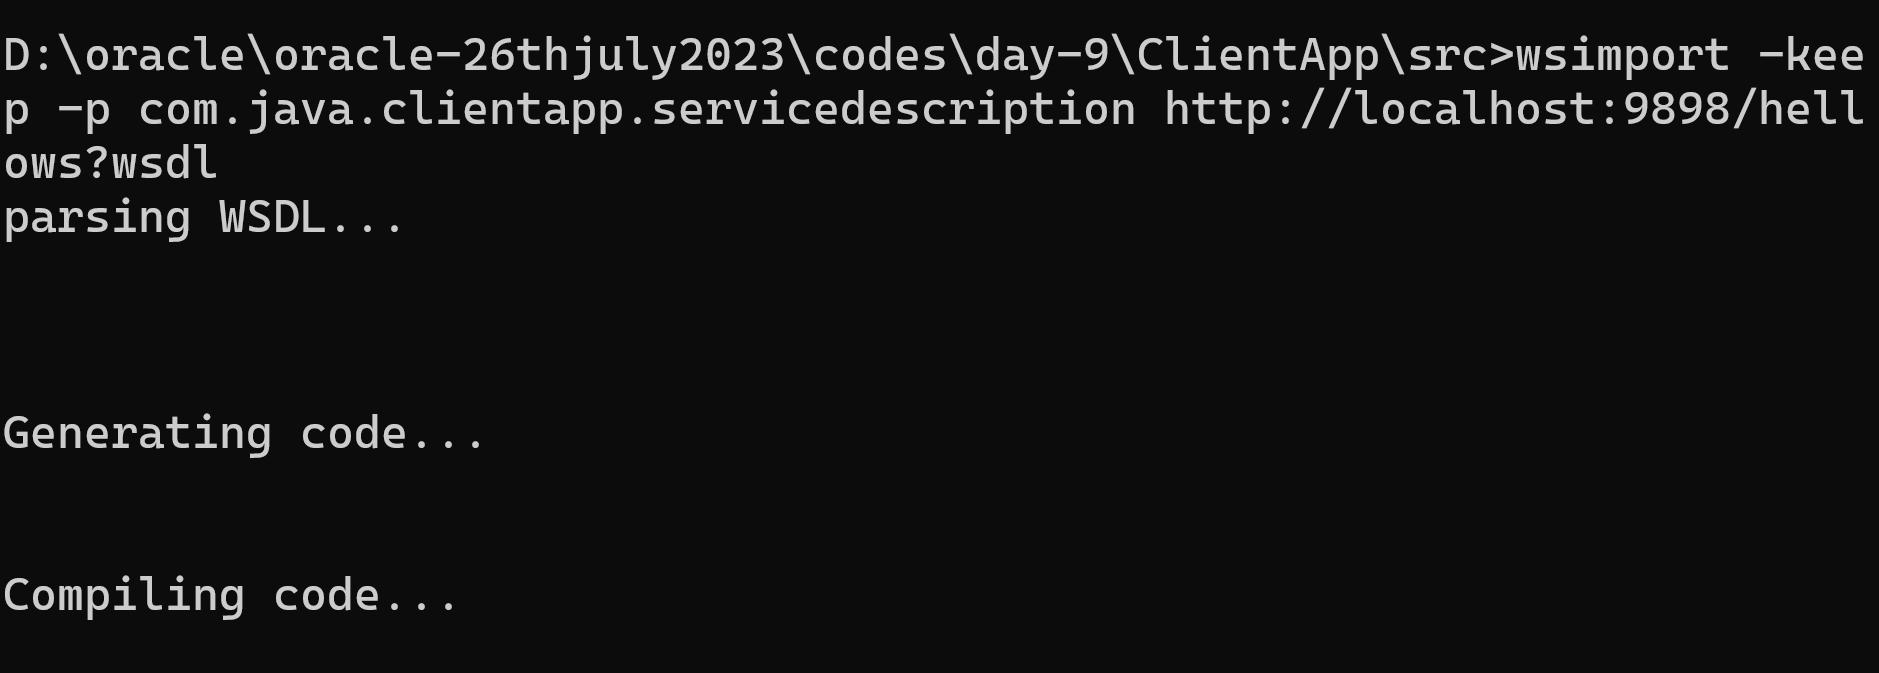 D:\oracle\oracle-26thjuly2023\codes\day-9\ClientApp\src>wsimport -kee
p -p com.java.clientapp.servicedescription http://localhost:9898/hell
ows?wsdl
parsing WSDL...
Generating code...
Compiling code...